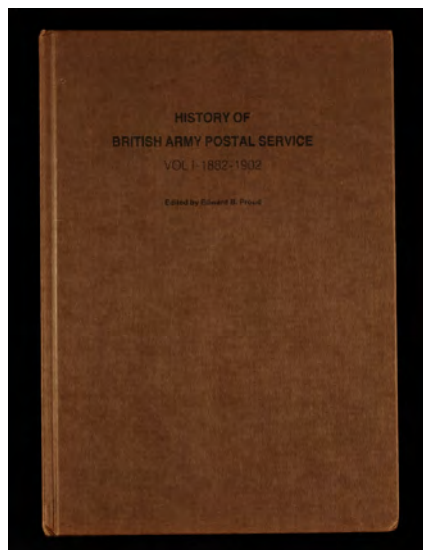 HISTORY OF
BRITISH ARMY POSTAL SERVICE
VOL I-1882-1902
Edited by Edward B. Proud